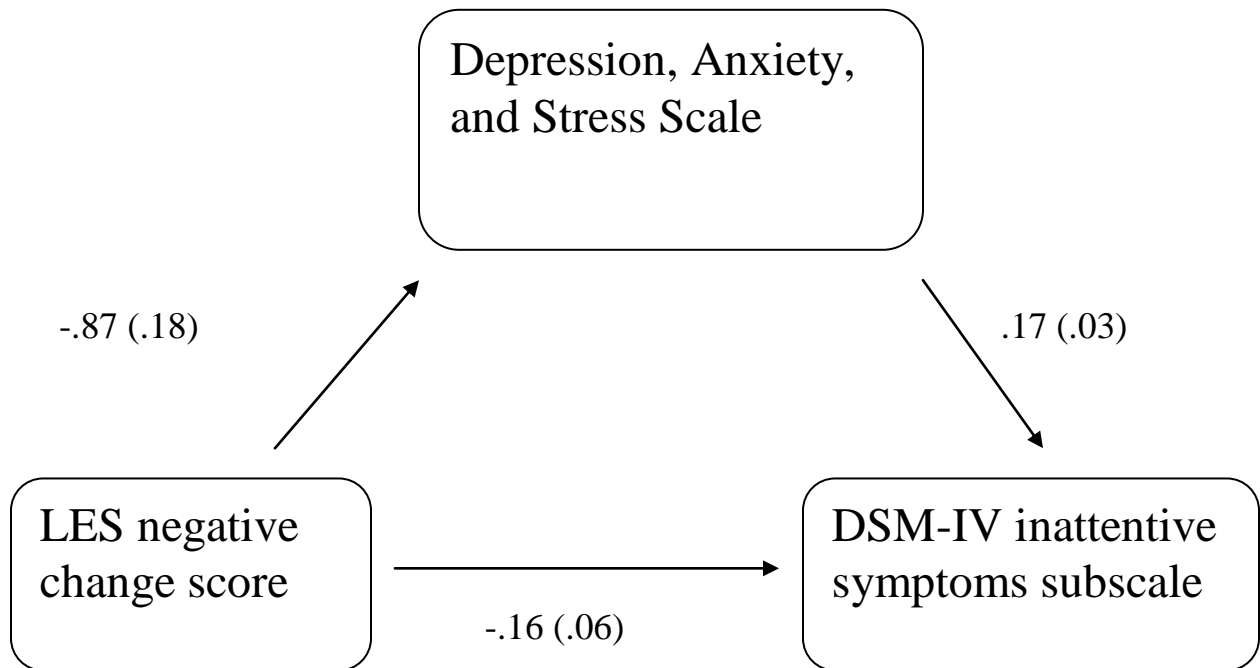 Depression, Anxiety,
and Stress Scale
-.87 (.18)
.17 (.03)
LES negative
change score
DSM-IV inattentive
symptoms subscale
-.16 (.06)